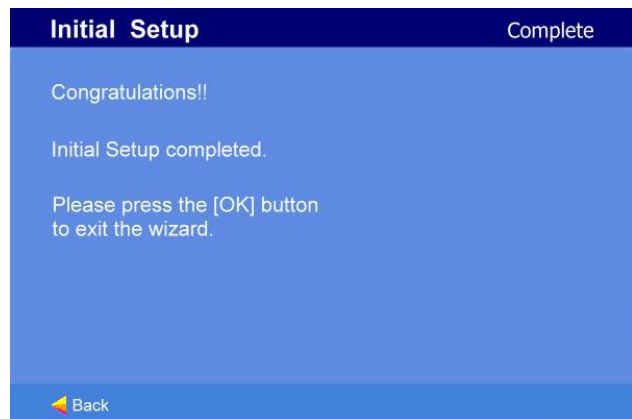 Initial Setup
Complete
Congratulations!!
Initial Setup completed.
Please press the [OK] button
to exit the wizard.
Back